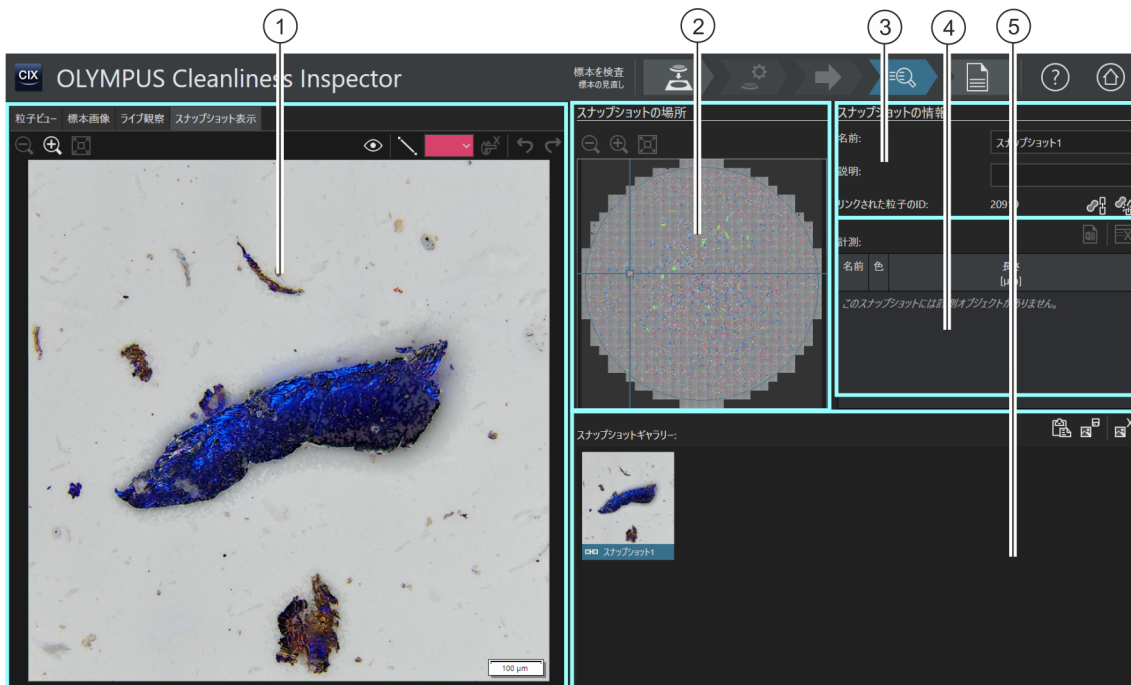 1
2
3
4
5
CIX
OLYMPUS Cleanliness Inspector
標本を検査
標本の見直し
?
粒子ビュー 標本画像 ライブ観察 スナップショット表示
100 µm
スナップショットの場所
スナップショットの情報
名前:
スナップショット1
説明:
リンクされた粒子のID:
計測:
名前 色
このスナップショットには計測オブジェクトがありません。
スナップショットギャラリー:
スナップショット1